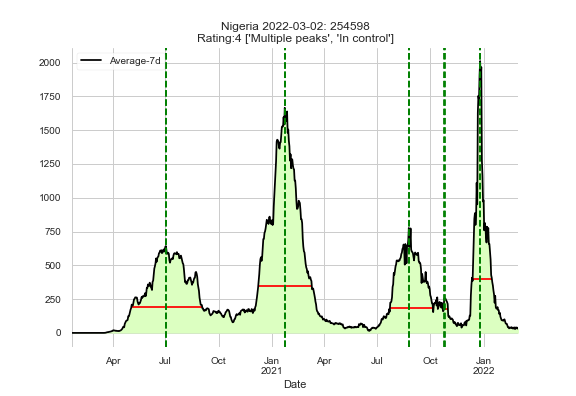 Nigeria 2022-03-02: 254598
Rating:4 ['Multiple peaks', 'In control']
Average-7d
2000
1750
1500
1250
1000
750
500
250
0
Apr Jul Oct Jan Apr Jul Oct Jan
2021 2022
Date